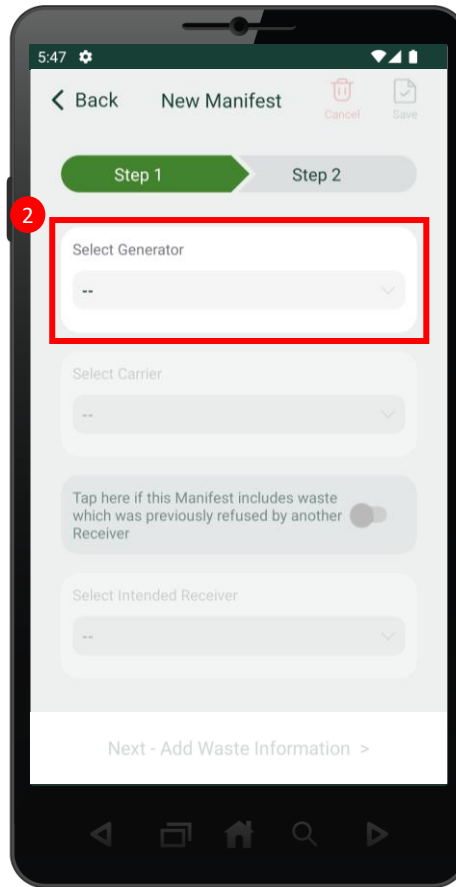 5:47
Back New Manifest
Cancel Save
Step 1 Step 2
2
Select Generator
--
Select Carrier
--
Tap here if this Manifest includes waste
which was previously refused by another
Receiver
Select Intended Receiver
--
Next - Add Waste Information >